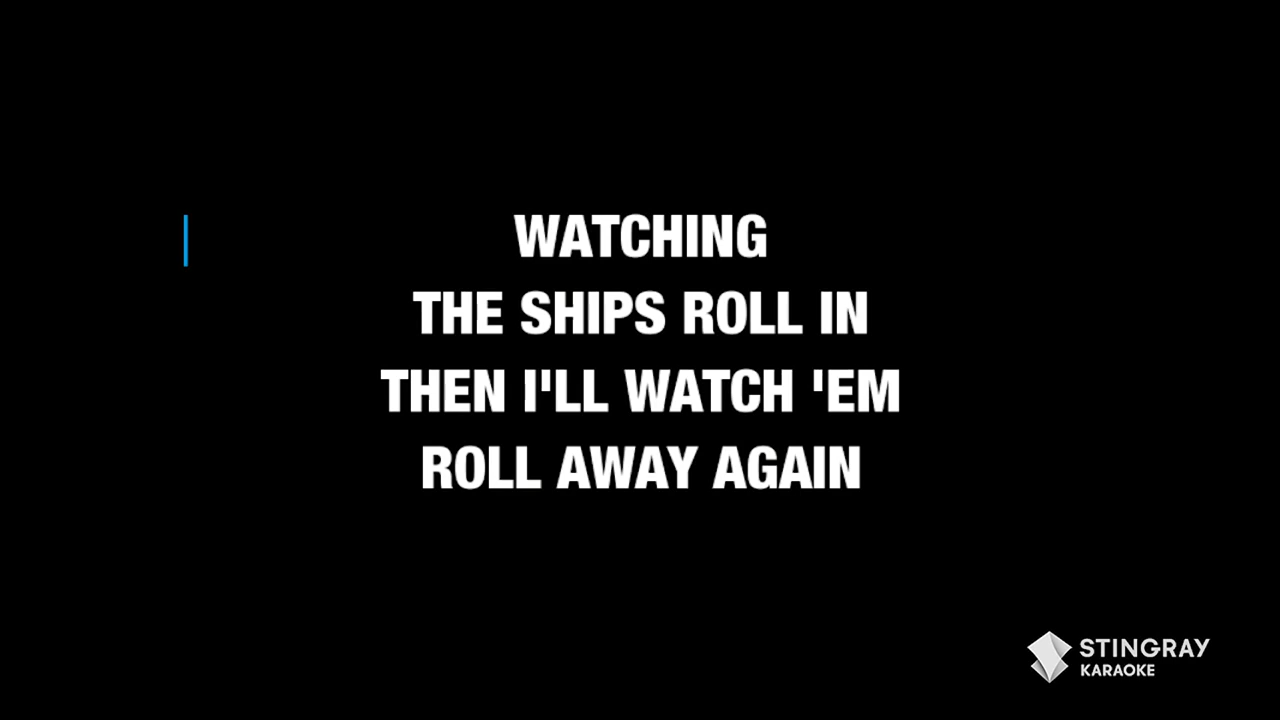 WATCHING
THE SHIPS ROLL IN
THEN I'LL WATCH 'EM
ROLL AWAY AGAIN
STINGRAY
KARAOKE